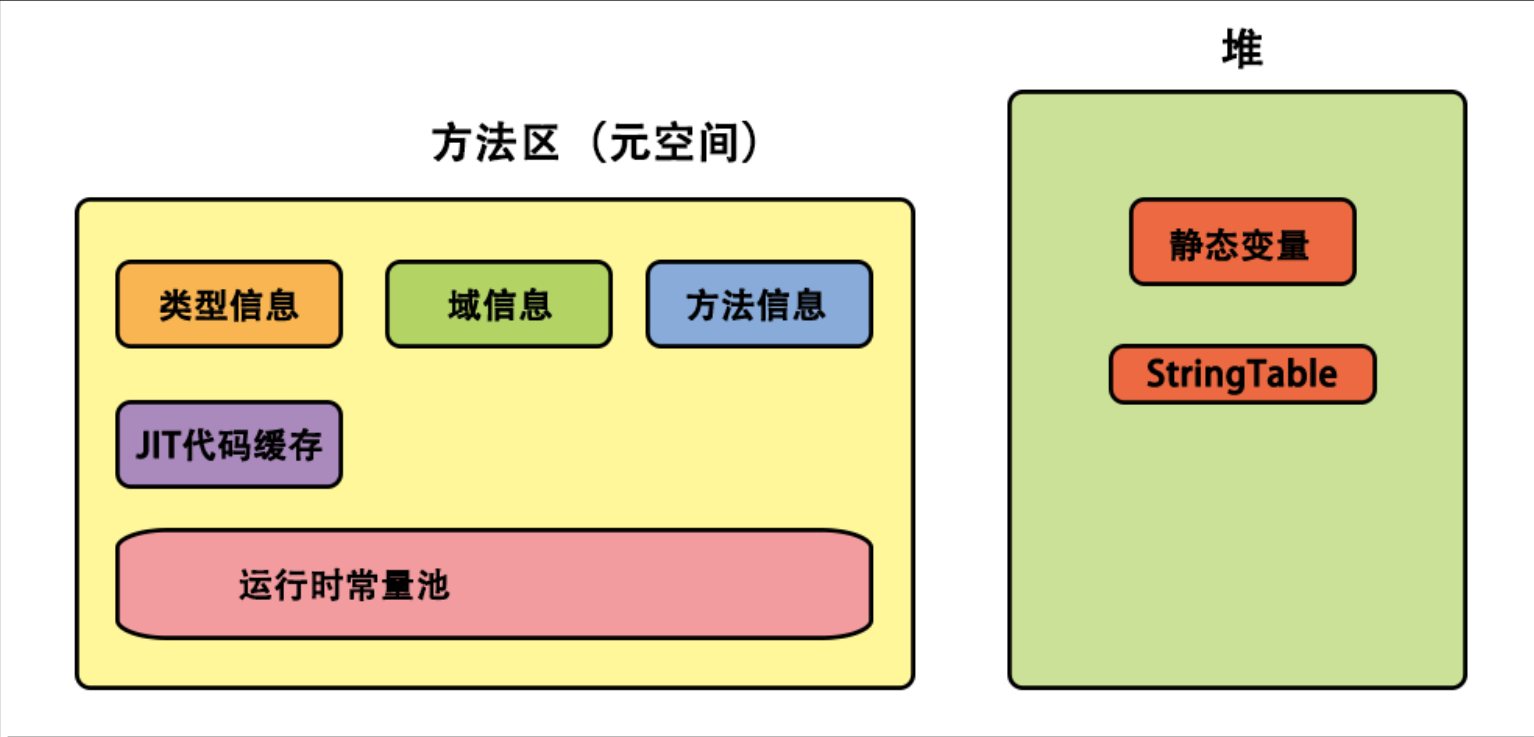 堆
方法区（元空间）
类型信息
域信息
方法信息
静态变量
StringTable
JIT代码缓存
运行时常量池